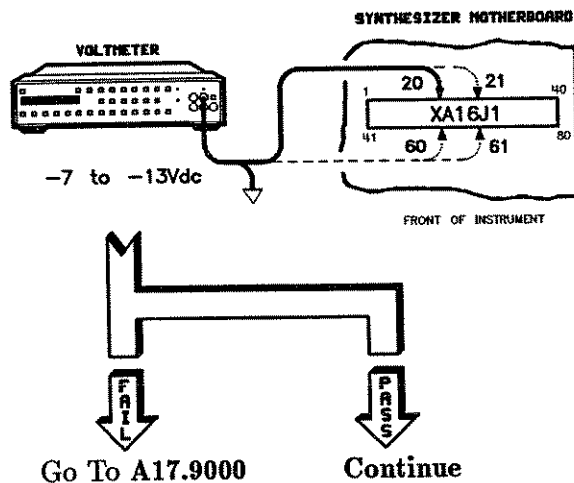 SYNTHESIZER MOTHERBOARD
VOLTMETER
20
21
1
40
XA16J1
41
60
61
80
-7 to -13Vdc
FRONT OF INSTRUMENT
FAIL
PASS
Go To A17.9000
Continue